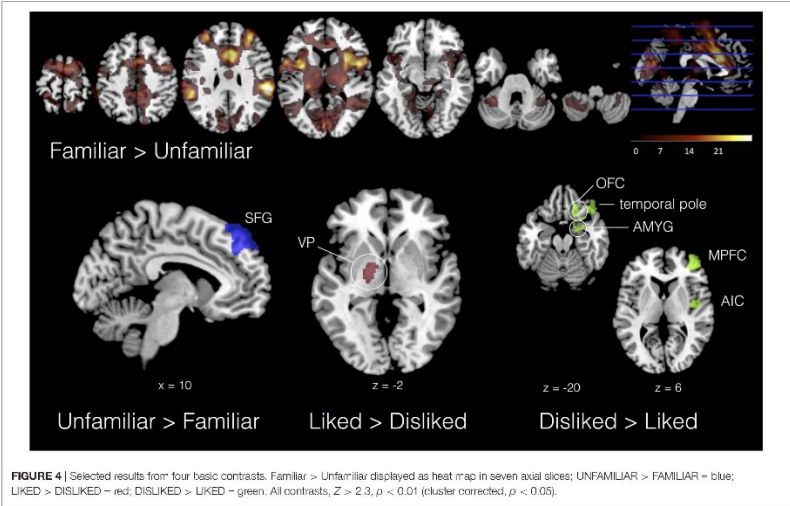 0 7 14 21
Familiar > Unfamiliar
SFG
VP
OFC
temporal pole
AMYG
MPFC
AIC
x = 10
z = -2
z = -20
z = 6
Unfamiliar > Familiar
Liked > Disliked
Disliked > Liked
FIGURE 4 | Selected results from four basic contrasts. Familiar > Unfamiliar displayed as heat map in seven axial slices; UNFAMILIAR > FAMILIAR = blue;
LIKED > DISLIKED = red; DISLIKED > LIKED = green. All contrasts, Z > 2.3, p < 0.01 (cluster corrected, p < 0.05).